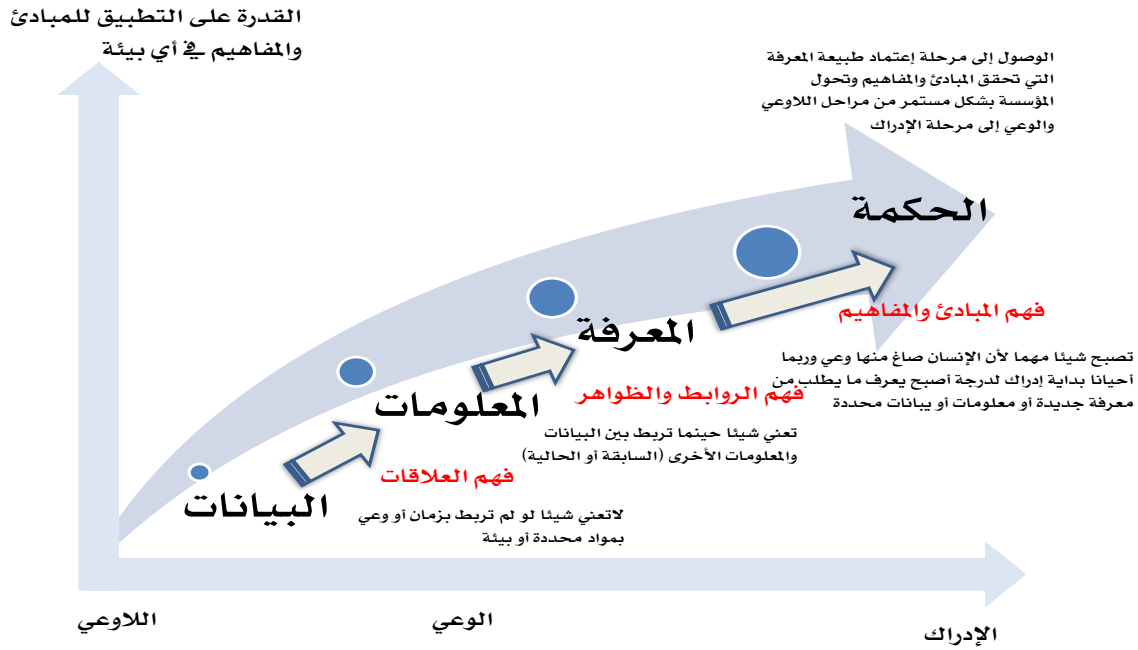 القدرة على التطبيق للمبادئ
والمفاهيم في أي بيئة
الوصول إلى مرحلة إعتماد طبيعة المعرفة
التي تحقق المبادئ والمفاهيم وتحول
المؤسسة بشكل مستمر من مراحل اللاوعي
والوعي إلى مرحلة الإدراك
الحكمة
فهم المبادئ والمفاهيم
تصبح شيئا مهما لأن الإنسان صاغ منها وعي وربما
أحيانا بداية إدراك لدرجة أصبح يعرف ما يطلب من
معرفة جديدة أو معلومات أو بيانات محددة
المعرفة
فهم الروابط والظواهر
تعني شيئا حينما تربط بين البيانات
والمعلومات الأخرى (السابقة أو الحالية)
المعلومات
فهم العلاقات
لاتعني شيئا لو لم تربط بزمان أو وعي
بمواد محددة أو بيئة
البيانات
اللاوعي
الوعي
الإدراك